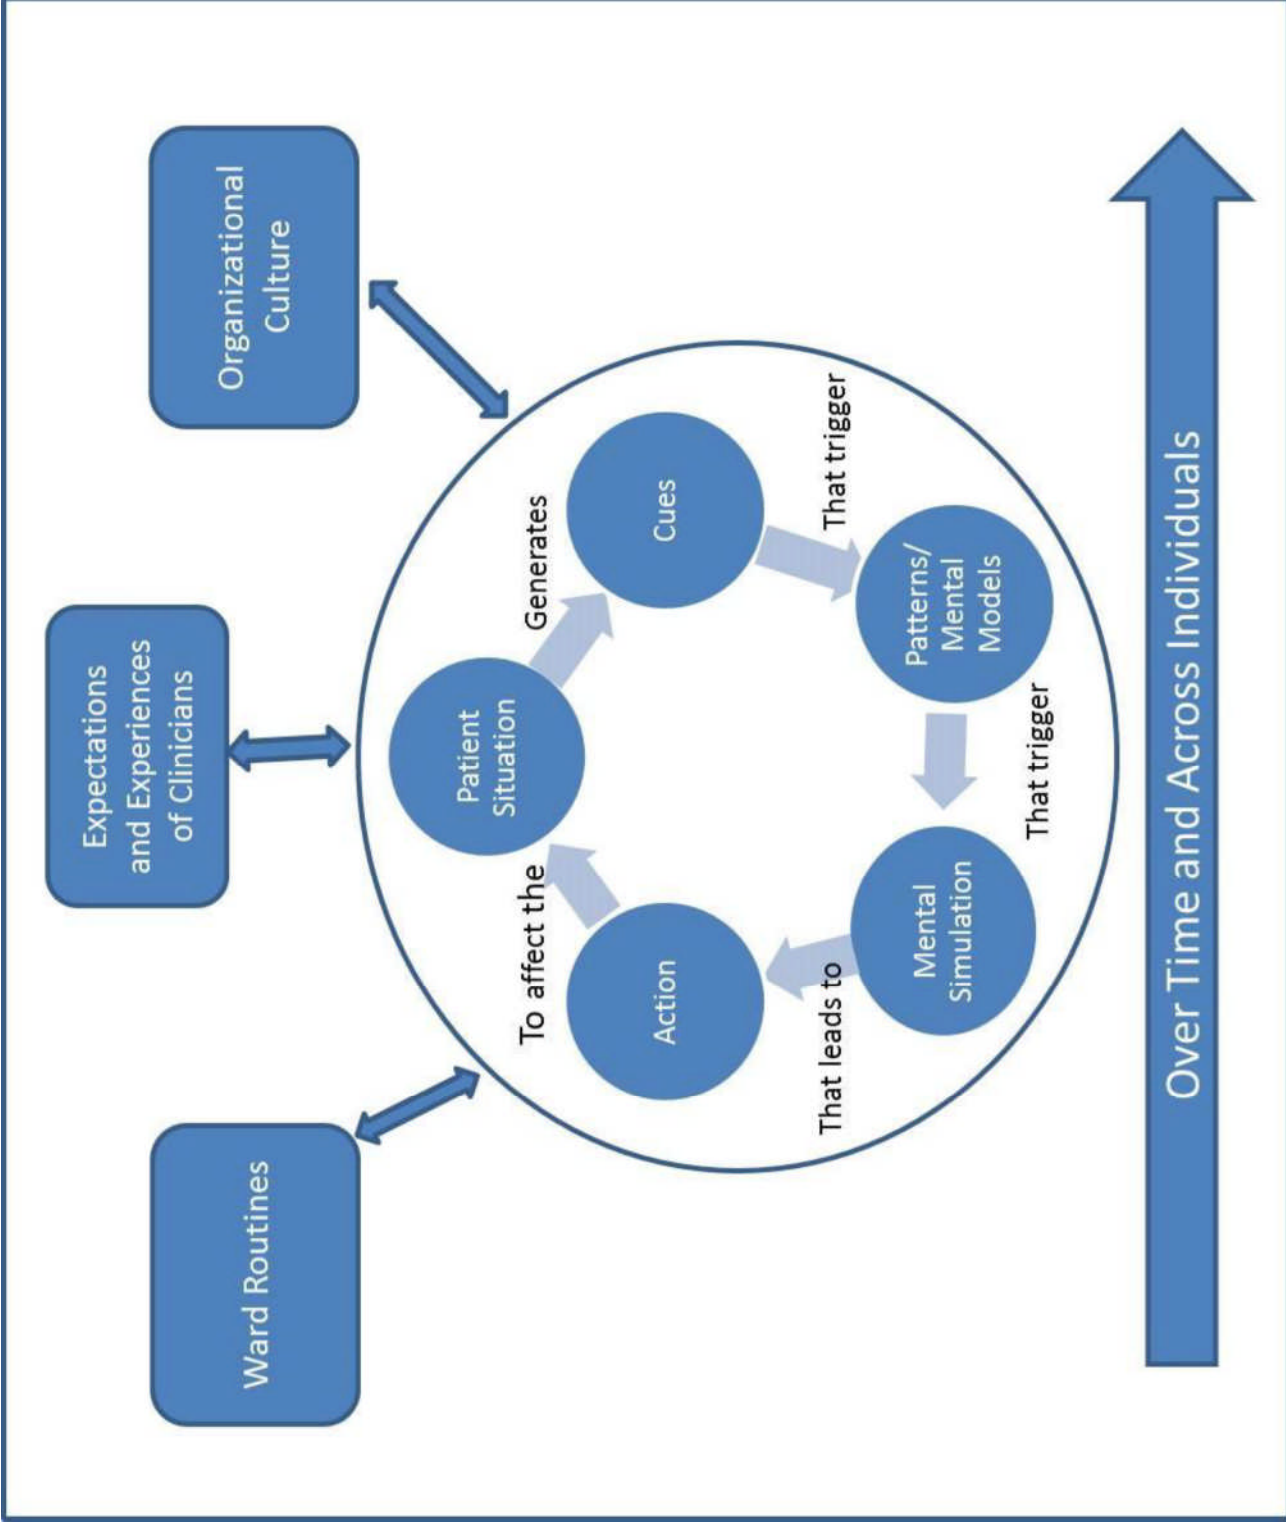 Expectations
and Experiences
of Clinicians
Ward Routines
Organizational
Culture
Patient
Situation
Generates
Cues
That trigger
Patterns/
Mental
Models
That trigger
Mental
Simulation
That leads to
Action
To affect the
Over Time and Across Individuals